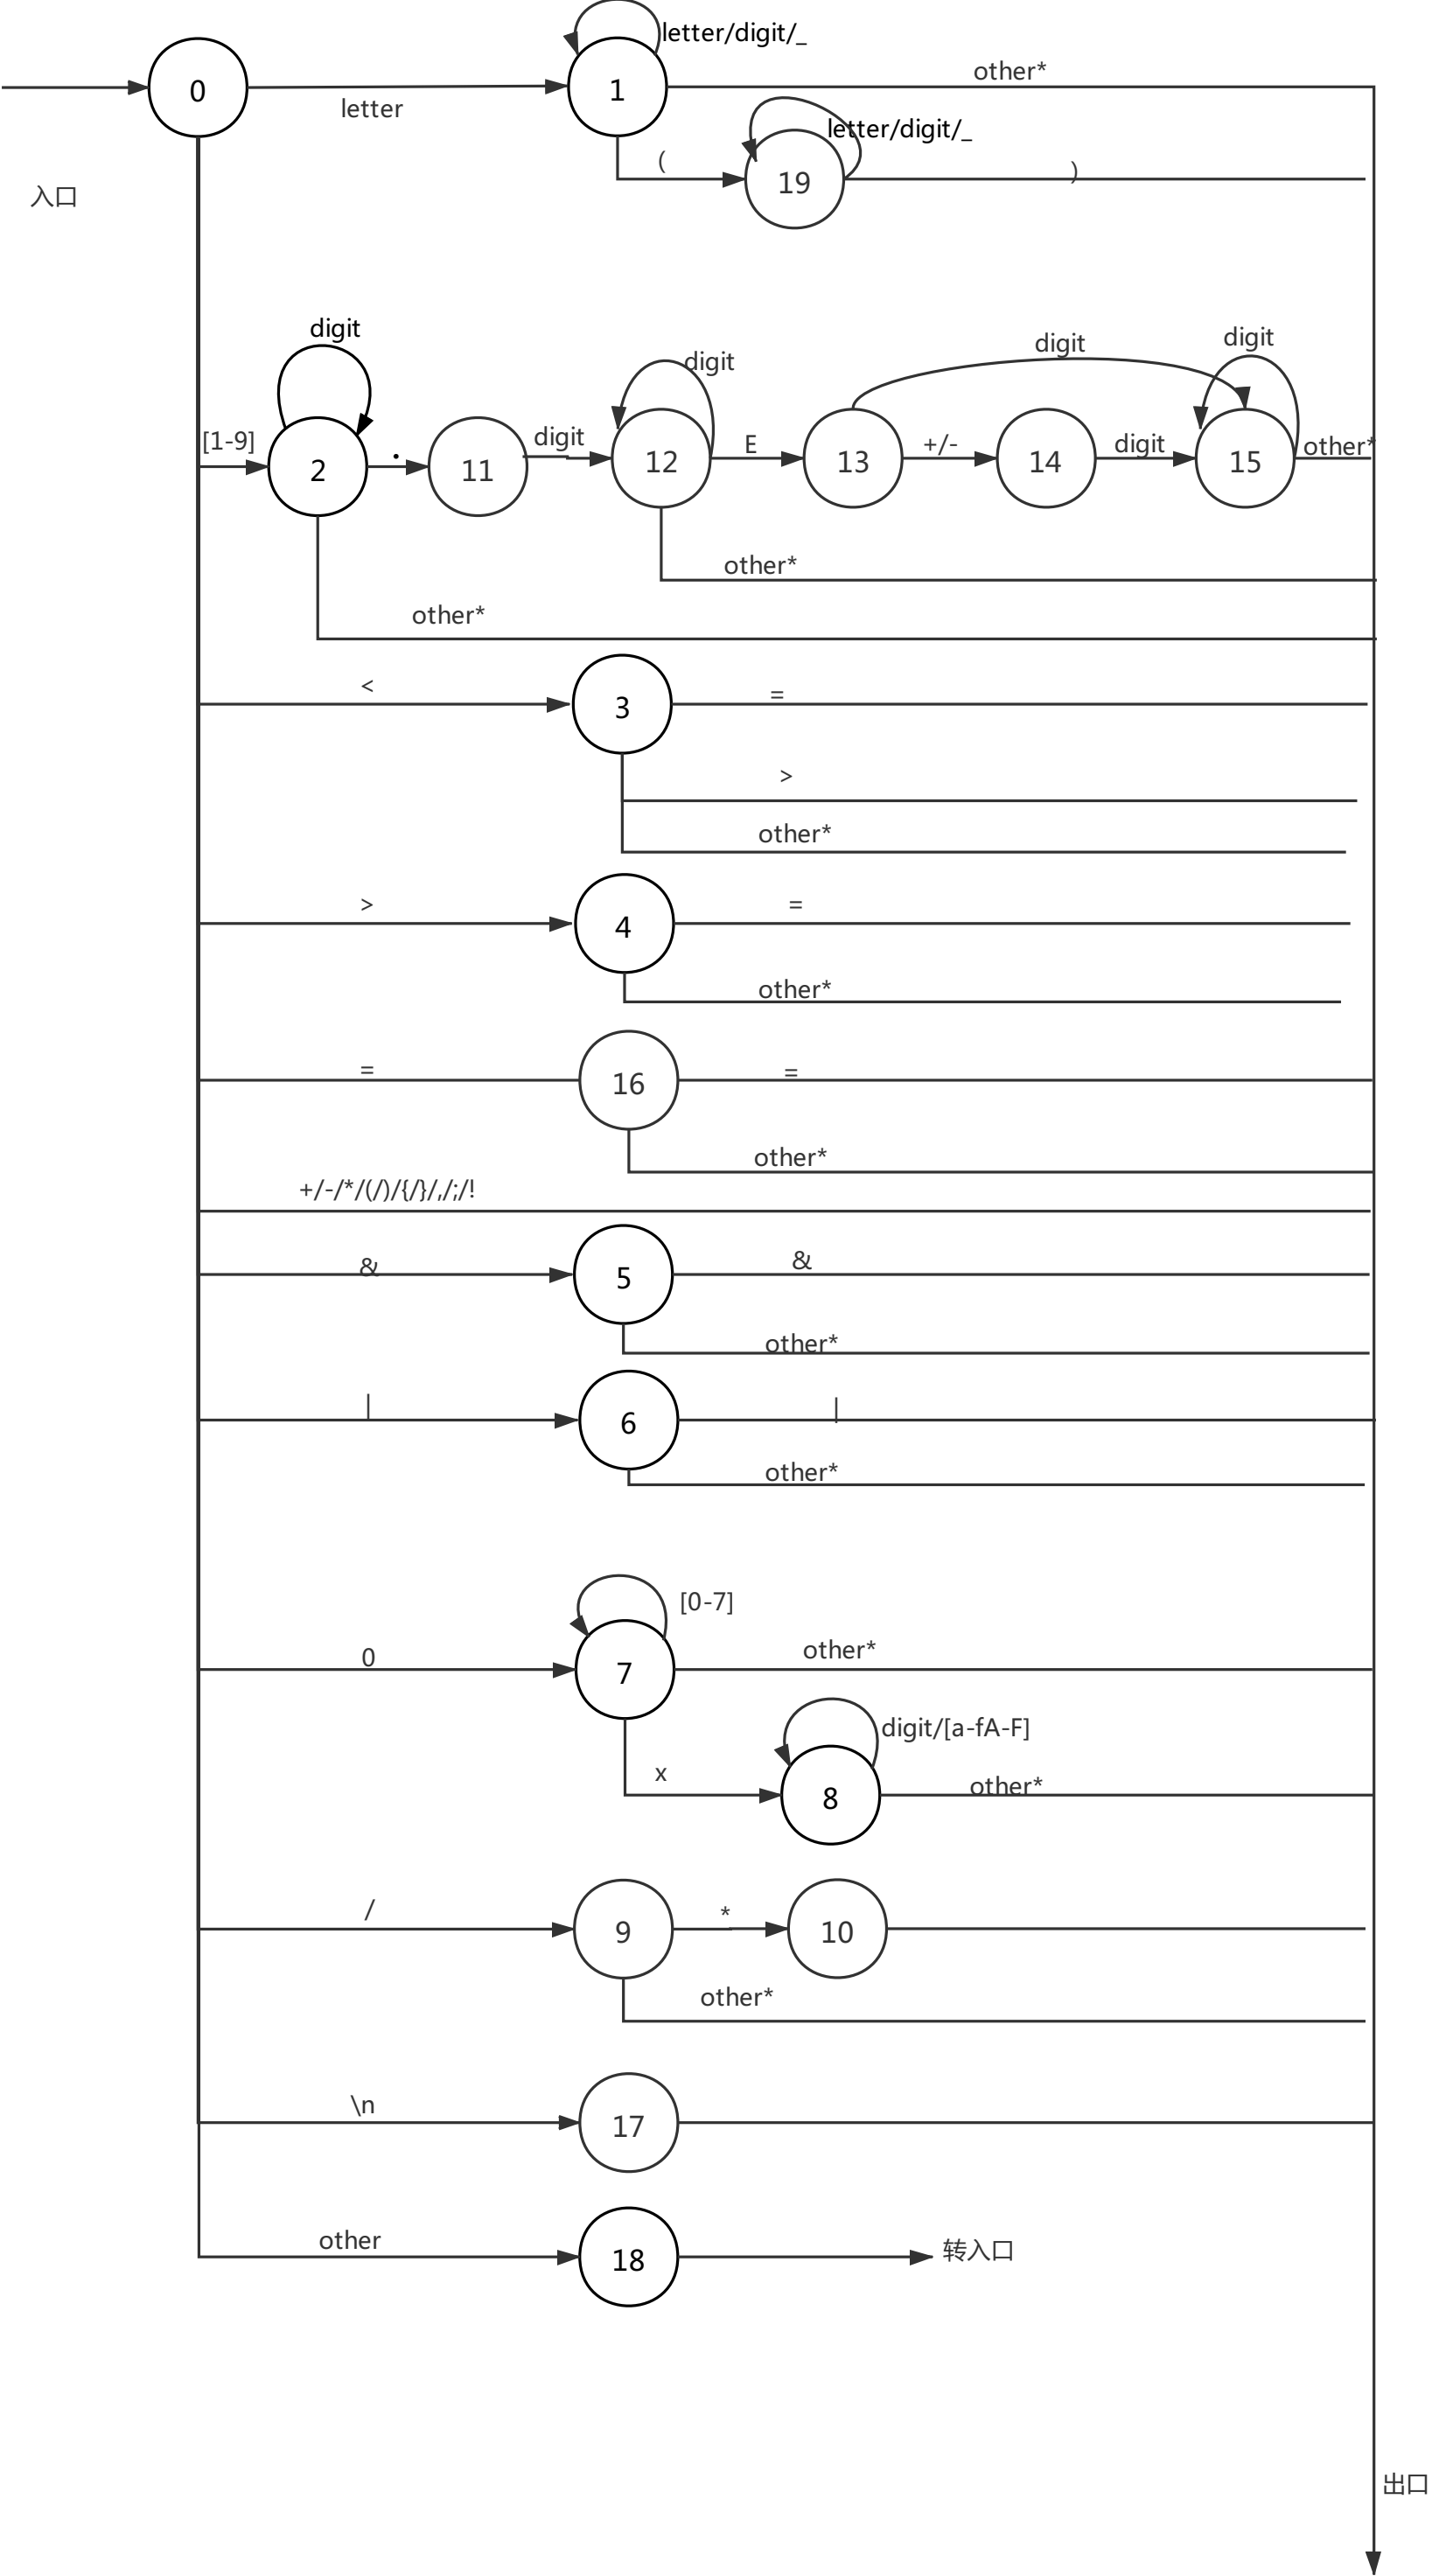 letter/digit/_
0
letter
1
other*
letter/digit/_
(
19
)
入口
digit
digit
digit
digit
[1-9]
2
.
11
digit
12
E
13
+/-
14
digit
15
other*
other*
other*
<
3
=
>
other*
>
4
=
other*
=
16
=
other*
+/-/*/(/)/{/}/,/;/!
&
5
&
other*
|
6
|
other*
[0-7]
0
7
other*
digit/[a-fA-F]
x
8
other*
/
9
*
10
other*
\n
17
other
18
转入口
出口